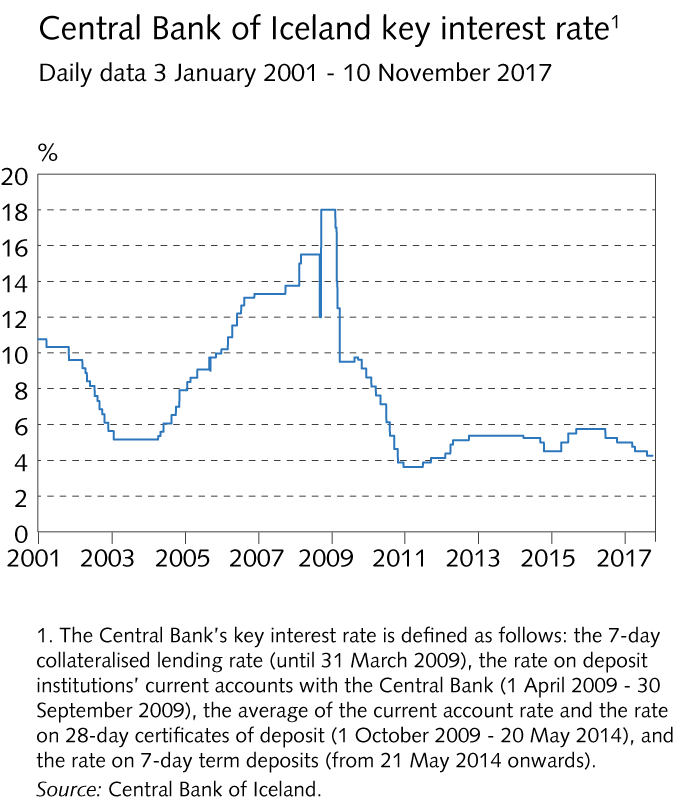 Central Bank of Iceland key interest rate¹
Daily data 3 January 2001 - 10 November 2017
%
20
18
16
14
12
10
8
6
4
2
0
2001 2003 2005 2007 2009 2011 2013 2015 2017
1. The Central Bank's key interest rate is defined as follows: the 7-day
collateralised lending rate (until 31 March 2009), the rate on deposit
institutions' current accounts with the Central Bank (1 April 2009 - 30
September 2009), the average of the current account rate and the rate
on 28-day certificates of deposit (1 October 2009 - 20 May 2014), and
the rate on 7-day term deposits (from 21 May 2014 onwards).
Source: Central Bank of Iceland.